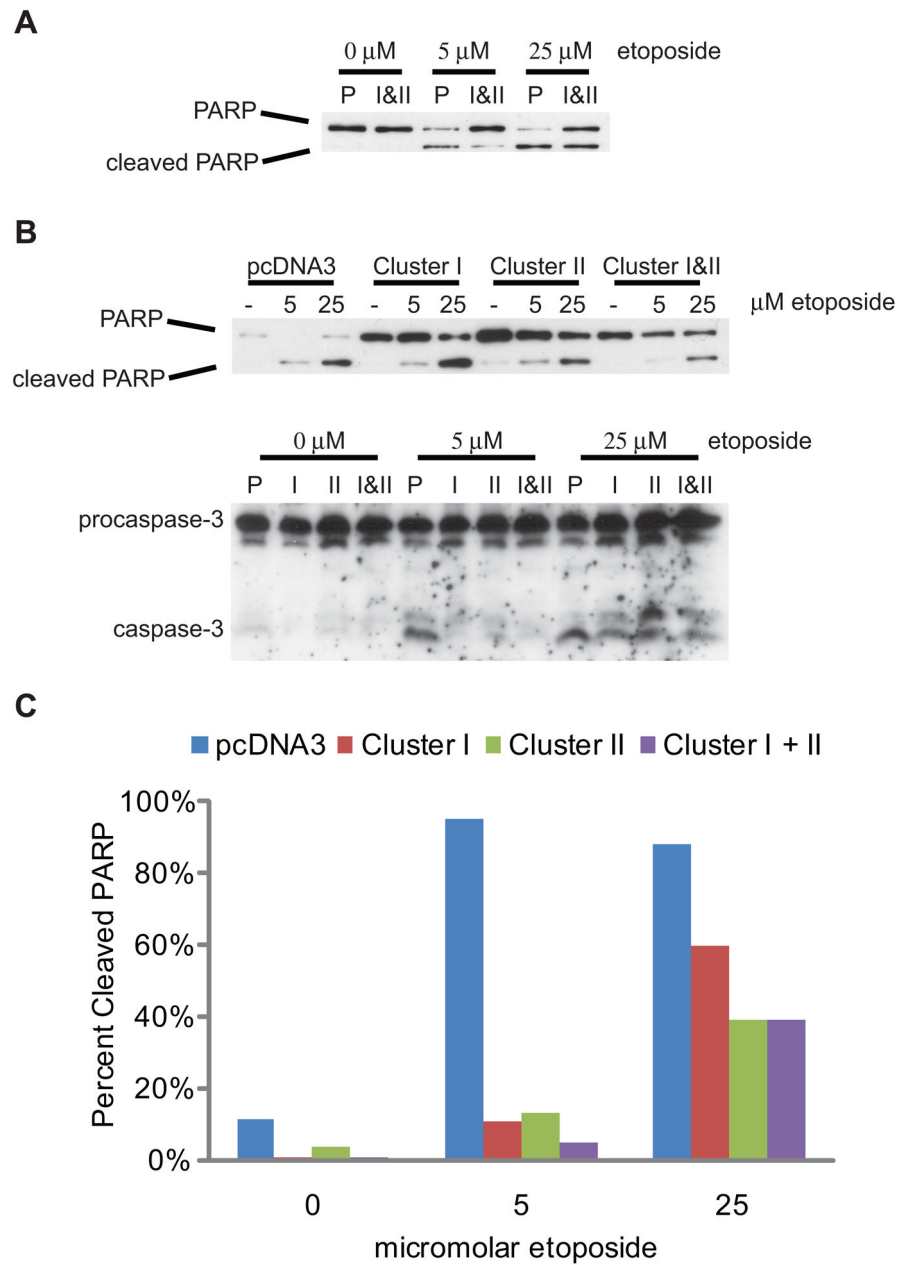 A
0 μM 5 μM 25 μM etoposide
P I&II P I&II P I&II
PARP
cleaved PARP
B
pcDNA3 Cluster I Cluster II Cluster I&II
- 5 25 - 5 25 - 5 25 - 5 25 μM etoposide
PARP
cleaved PARP
0 μM 5 μM 25 μM etoposide
P I II I&II P I II I&II P I II I&II
procaspase-3
caspase-3
C
pcDNA3 Cluster I Cluster II Cluster I + II
Percent Cleaved PARP
100%
80%
60%
40%
20%
0%
0 5 25
micromolar etoposide